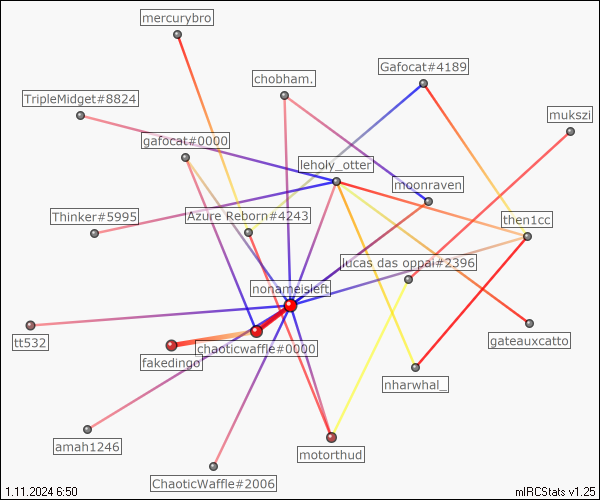 mercurybro
Gafocat#4189
chobham.
TripleMidget#8824
mukszi
gafocat#0000
leholy_otter
moonraven
Thinker#5995
Azure Reborn#4243
then1cc
lucas das oppai#2396
nonameisleft
tt532
chaoticwaffle#0000
gateauxcatto
fakedingo
nharwhal_
amah1246
motorthud
ChaoticWaffle#2006
1.11.2024 6:50
mIRCStats v1.25